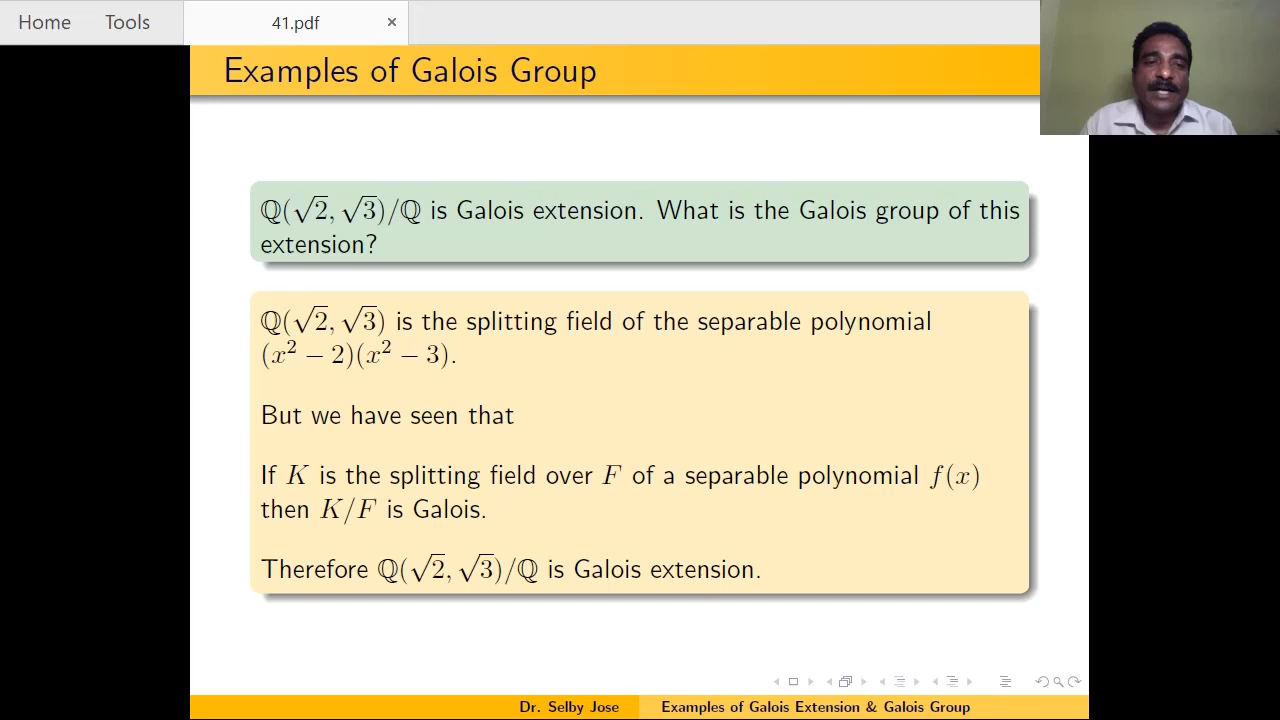 Home Tools 41.pdf ×
Examples of Galois Group
ℚ(√2, √3)/ℚ is Galois extension. What is the Galois group of this
extension?
ℚ(√2, √3) is the splitting field of the separable polynomial
(x² − 2)(x² − 3).
But we have seen that
If K is the splitting field over F of a separable polynomial f(x)
then K/F is Galois.
Therefore ℚ(√2, √3)/ℚ is Galois extension.
Dr. Selby Jose Examples of Galois Extension & Galois Group